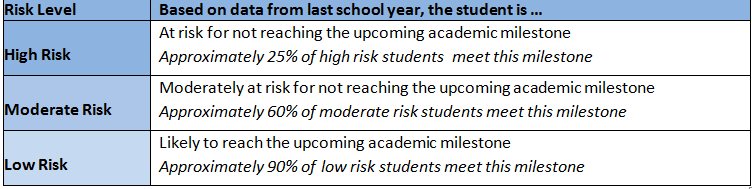 Risk Level
Based on data from last school year, the student is ...
High Risk
At risk for not reaching the upcoming academic milestone
Approximately 25% of high risk students meet this milestone
Moderate Risk
Moderately at risk for not reaching the upcoming academic milestone
Approximately 60% of moderate risk students meet this milestone
Low Risk
Likely to reach the upcoming academic milestone
Approximately 90% of low risk students meet this milestone